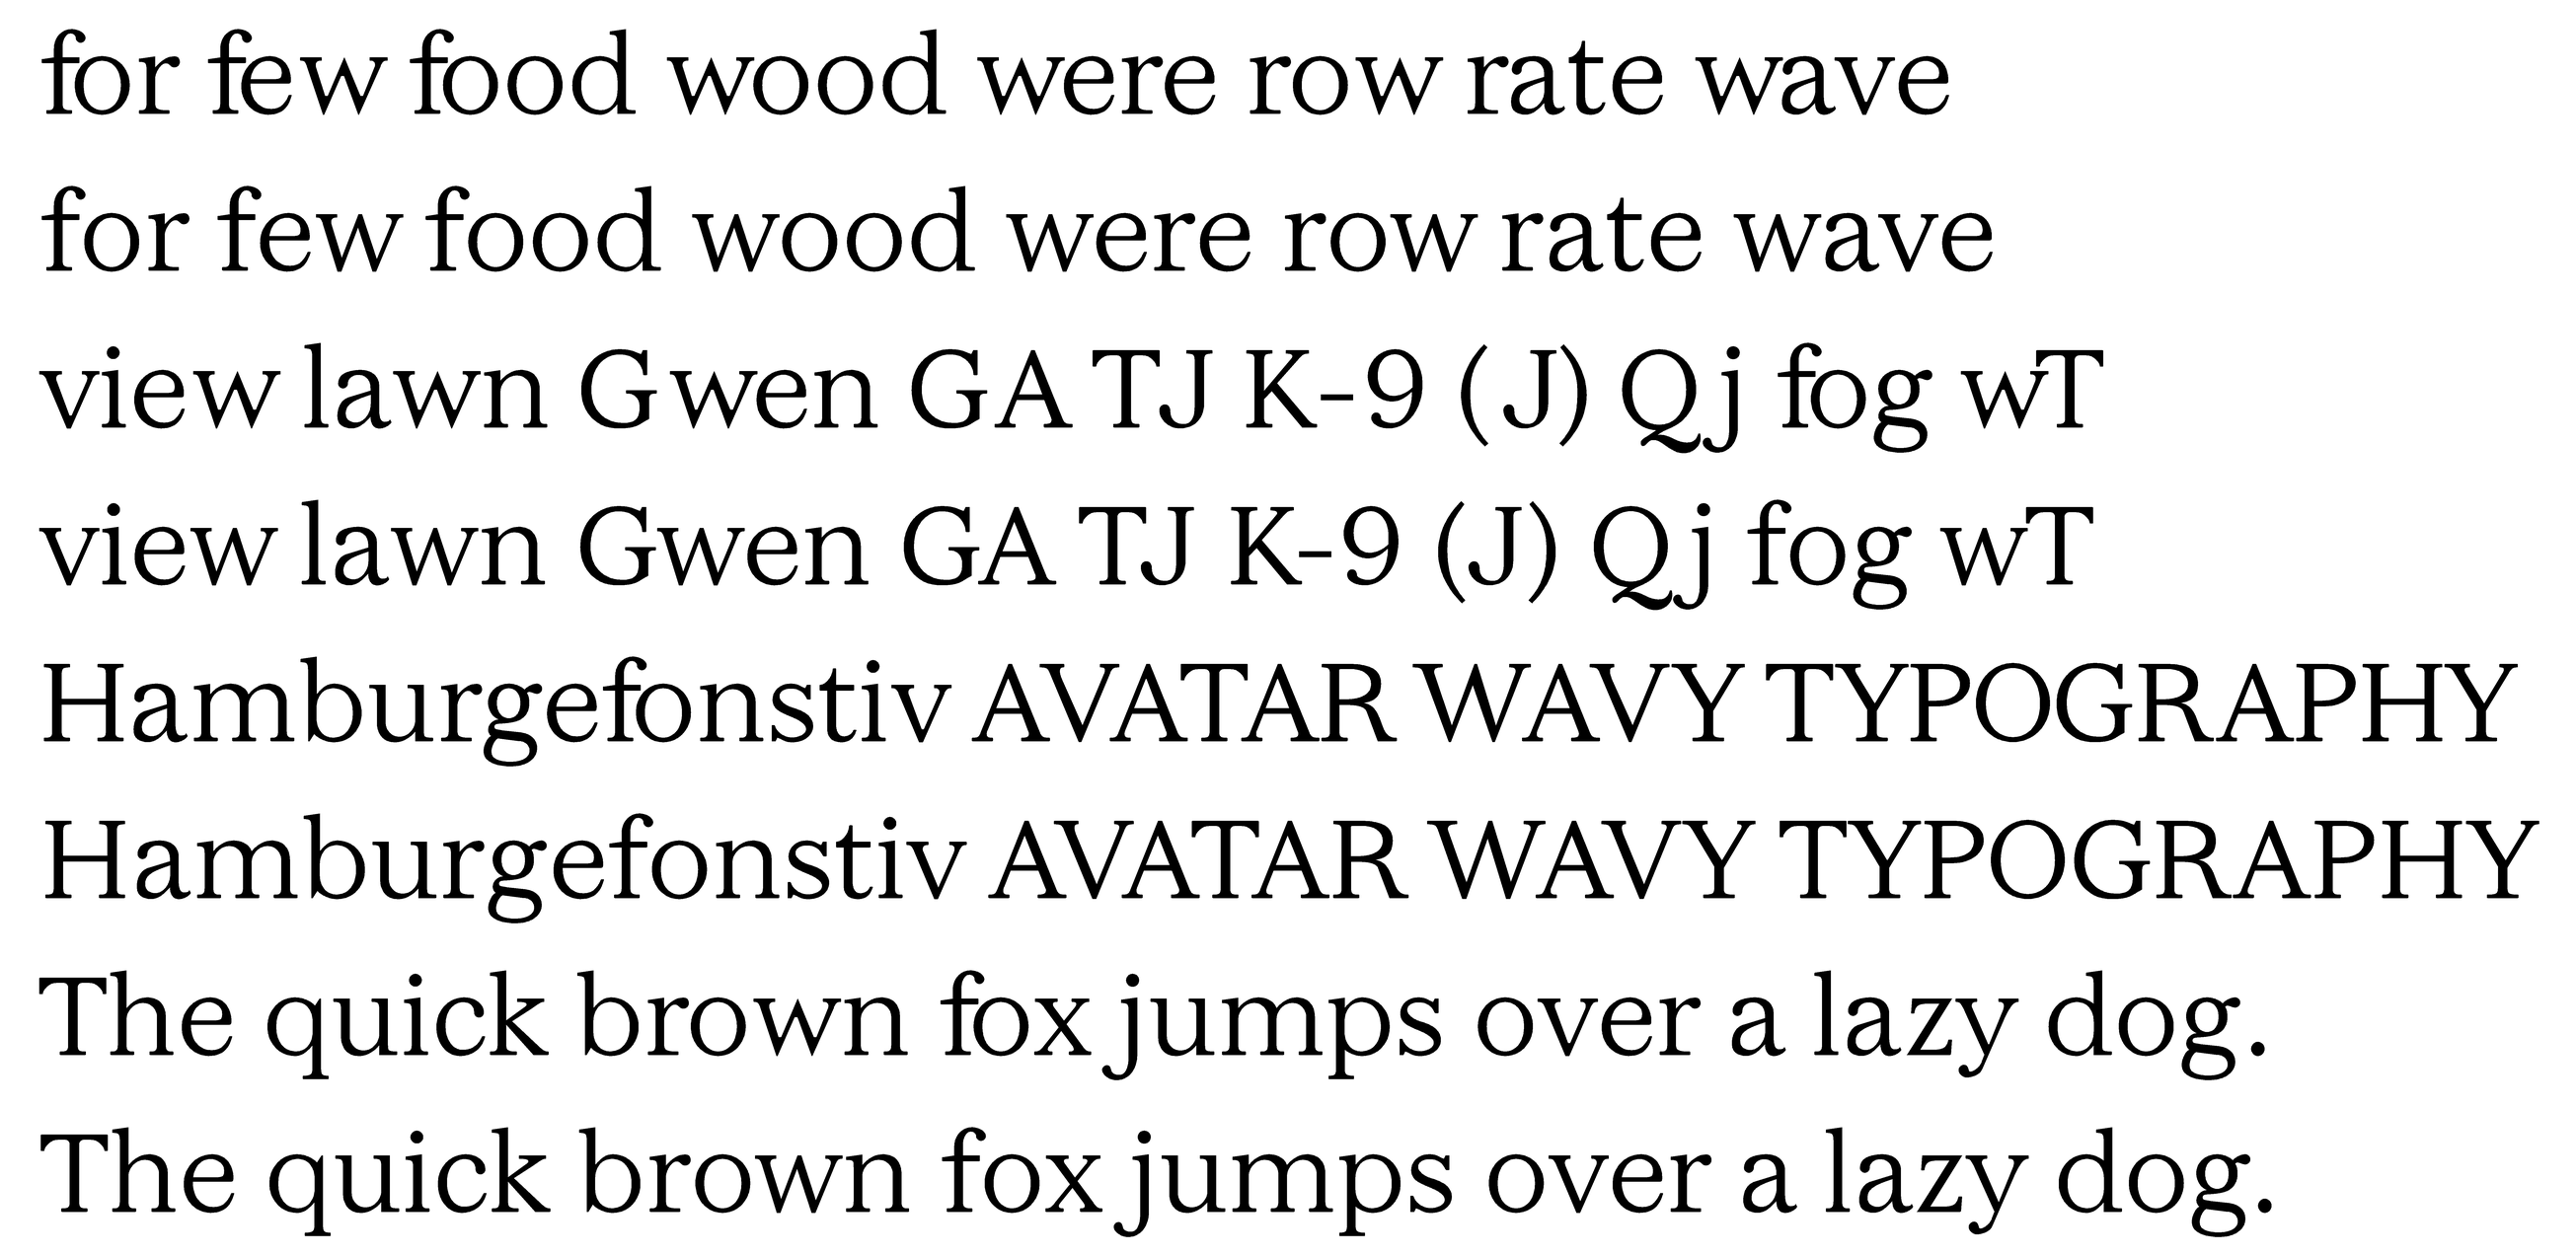 for few food wood were row rate wave
for few food wood were row rate wave
view lawn Gwen GA TJ K-9 (J) Qj fog wT
view lawn Gwen GA TJ K-9 (J) Qj fog wT
Hamburgefonstiv AVATAR WAVY TYPOGRAPHY
Hamburgefonstiv AVATAR WAVY TYPOGRAPHY
The quick brown fox jumps over a lazy dog.
The quick brown fox jumps over a lazy dog.